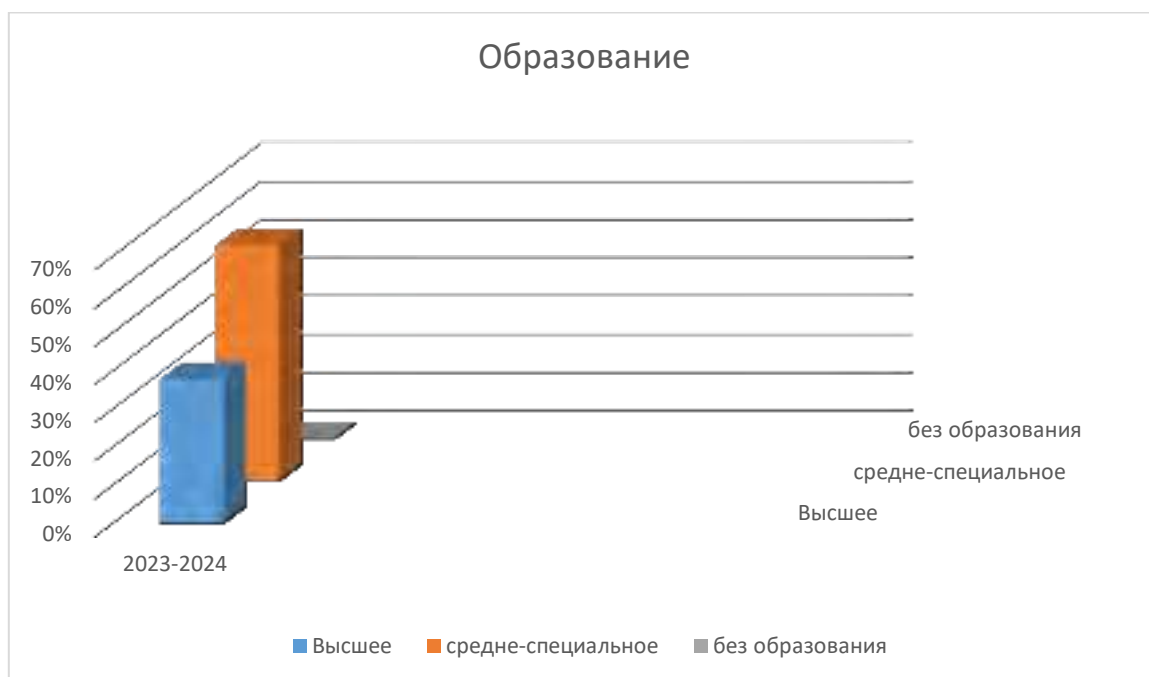 Образование
70%
60%
50%
40%
30%
20%
10%
0%
без образования
средне-специальное
Высшее
2023-2024
Высшее средне-специальное без образования